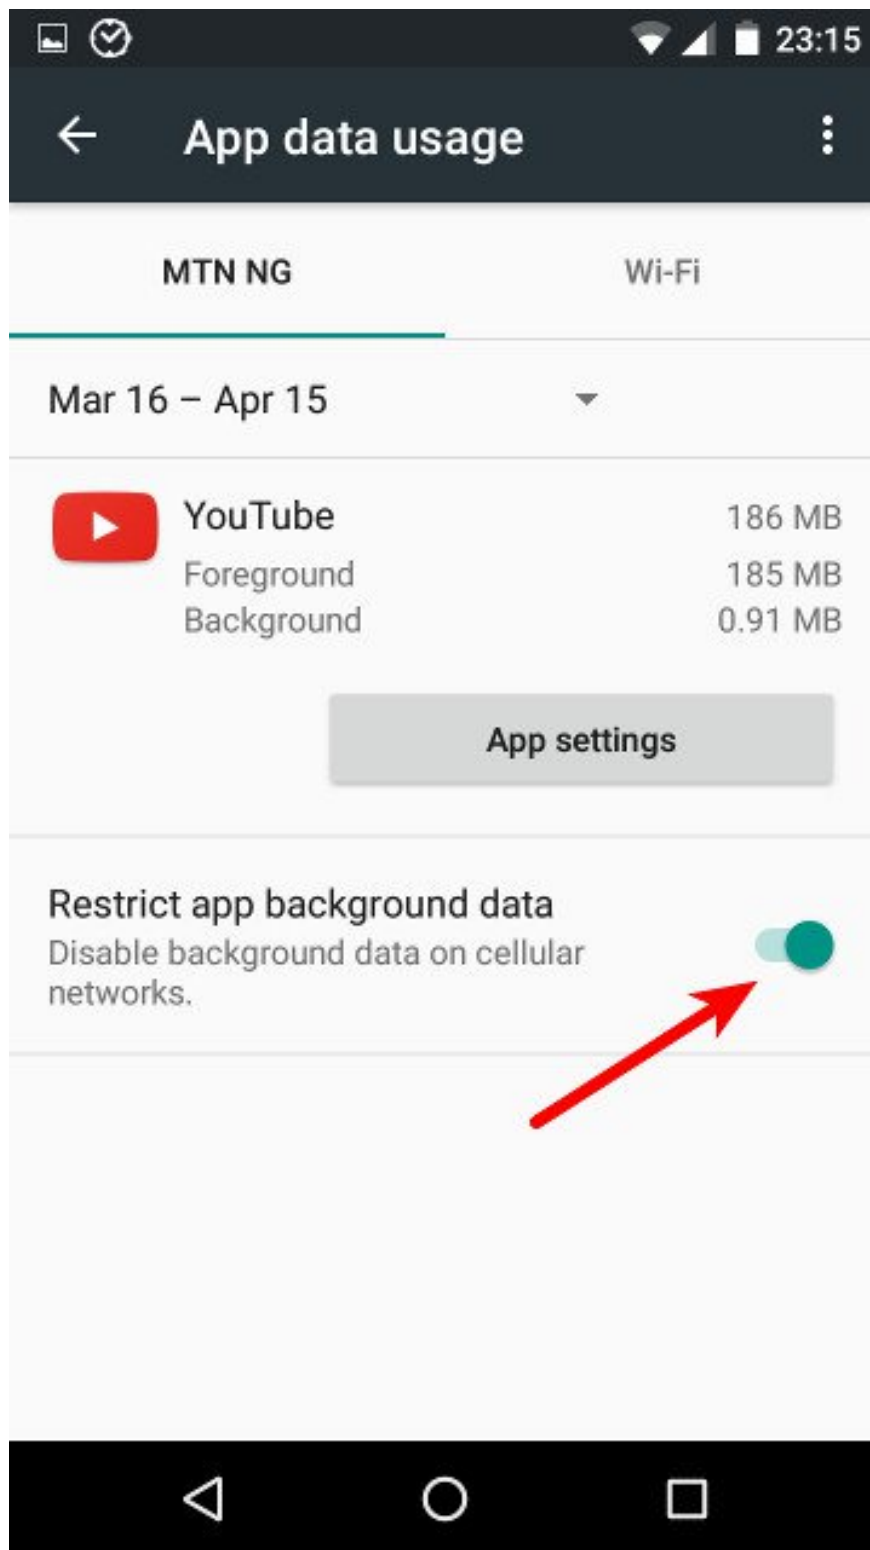 23:15
App data usage
MTN NG Wi-Fi
Mar 16 – Apr 15
YouTube 186 MB
Foreground 185 MB
Background 0.91 MB
App settings
Restrict app background data
Disable background data on cellular
networks.